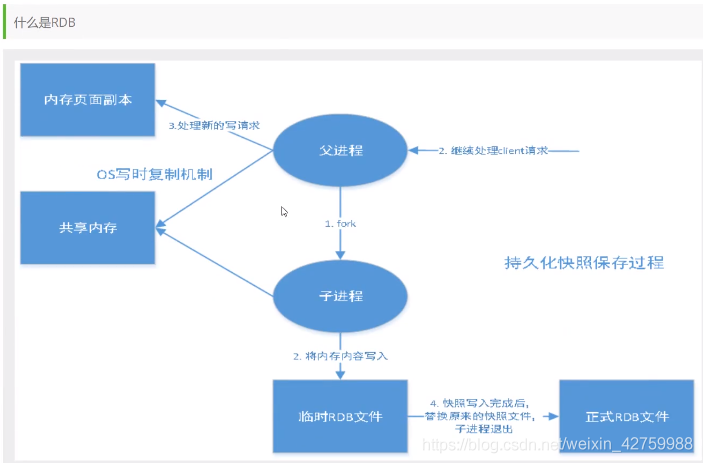 什么是RDB
内存页面副本
3.处理新的写请求
父进程
2. 继续处理client请求
OS写时复制机制
共享内存
1. fork
持久化快照保存过程
子进程
2. 将内存内容写入
临时RDB文件
4. 快照写入完成后,
替换原来的快照文件,
子进程退出
正式RDB文件
https://blog.csdn.net/weixin_42759988